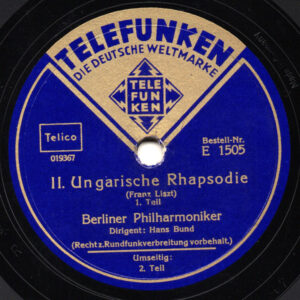 TELEFUNKEN
DIE DEUTSCHE WELTMARKE
TELE
FUN
KEN
Telico
019367
Bestell-Nr.
E 1505
II. Ungarische Rhapsodie
(Franz Liszt)
1. Teil
Berliner Philharmoniker
Dirigent: Hans Bund
(Recht z. Rundfunkverbreitung vorbehalt.)
Umseitig:
2. Teil